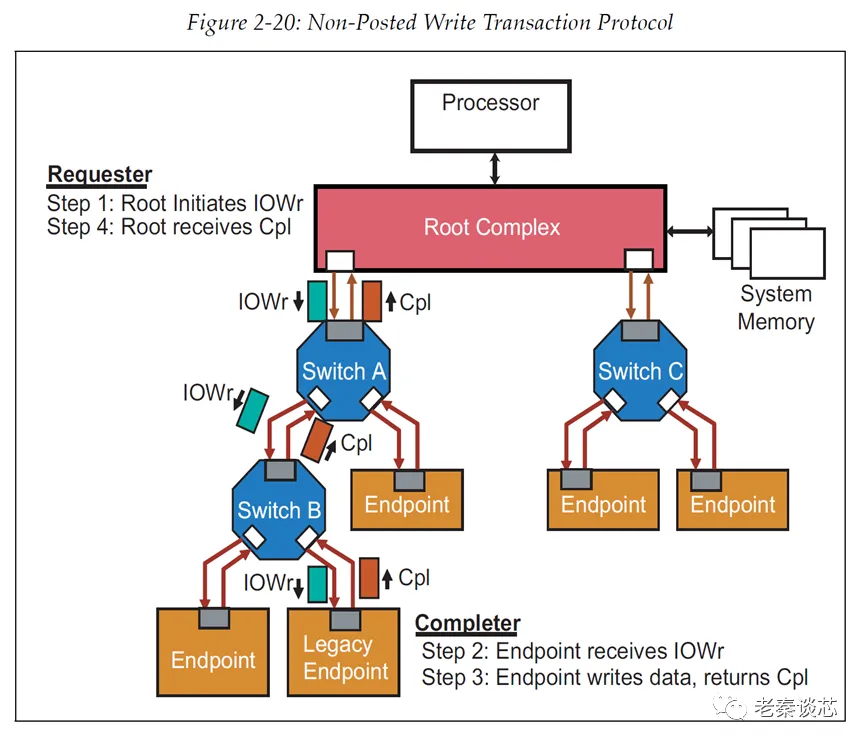 Figure 2-20: Non-Posted Write Transaction Protocol
Processor
Requester
Step 1: Root Initiates IOWr
Step 4: Root receives Cpl
Root Complex
System
Memory
IOWr
Cpl
Switch A
Switch C
IOWr
Cpl
Endpoint
Endpoint
Endpoint
Switch B
IOWr
Cpl
Endpoint
Legacy
Endpoint
Completer
Step 2: Endpoint receives IOWr
Step 3: Endpoint writes data, returns Cpl
老秦谈芯